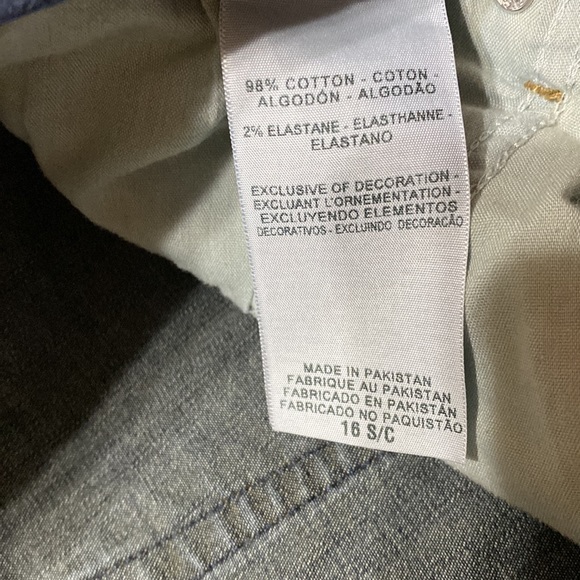 98% COTTON - COTON -
ALGODÓN - ALGODÃO
2% ELASTANE - ELASTHANNE -
ELASTANO
EXCLUSIVE OF DECORATION -
EXCLUANT L'ORNEMENTATION -
EXCLUYENDO ELEMENTOS
DECORATIVOS - EXCLUINDO DECORACÃO
MADE IN PAKISTAN
FABRIQUE AU PAKISTAN
FABRICADO EN PAKISTÁN
FABRICADO NO PAQUISTÃO
16 S/C